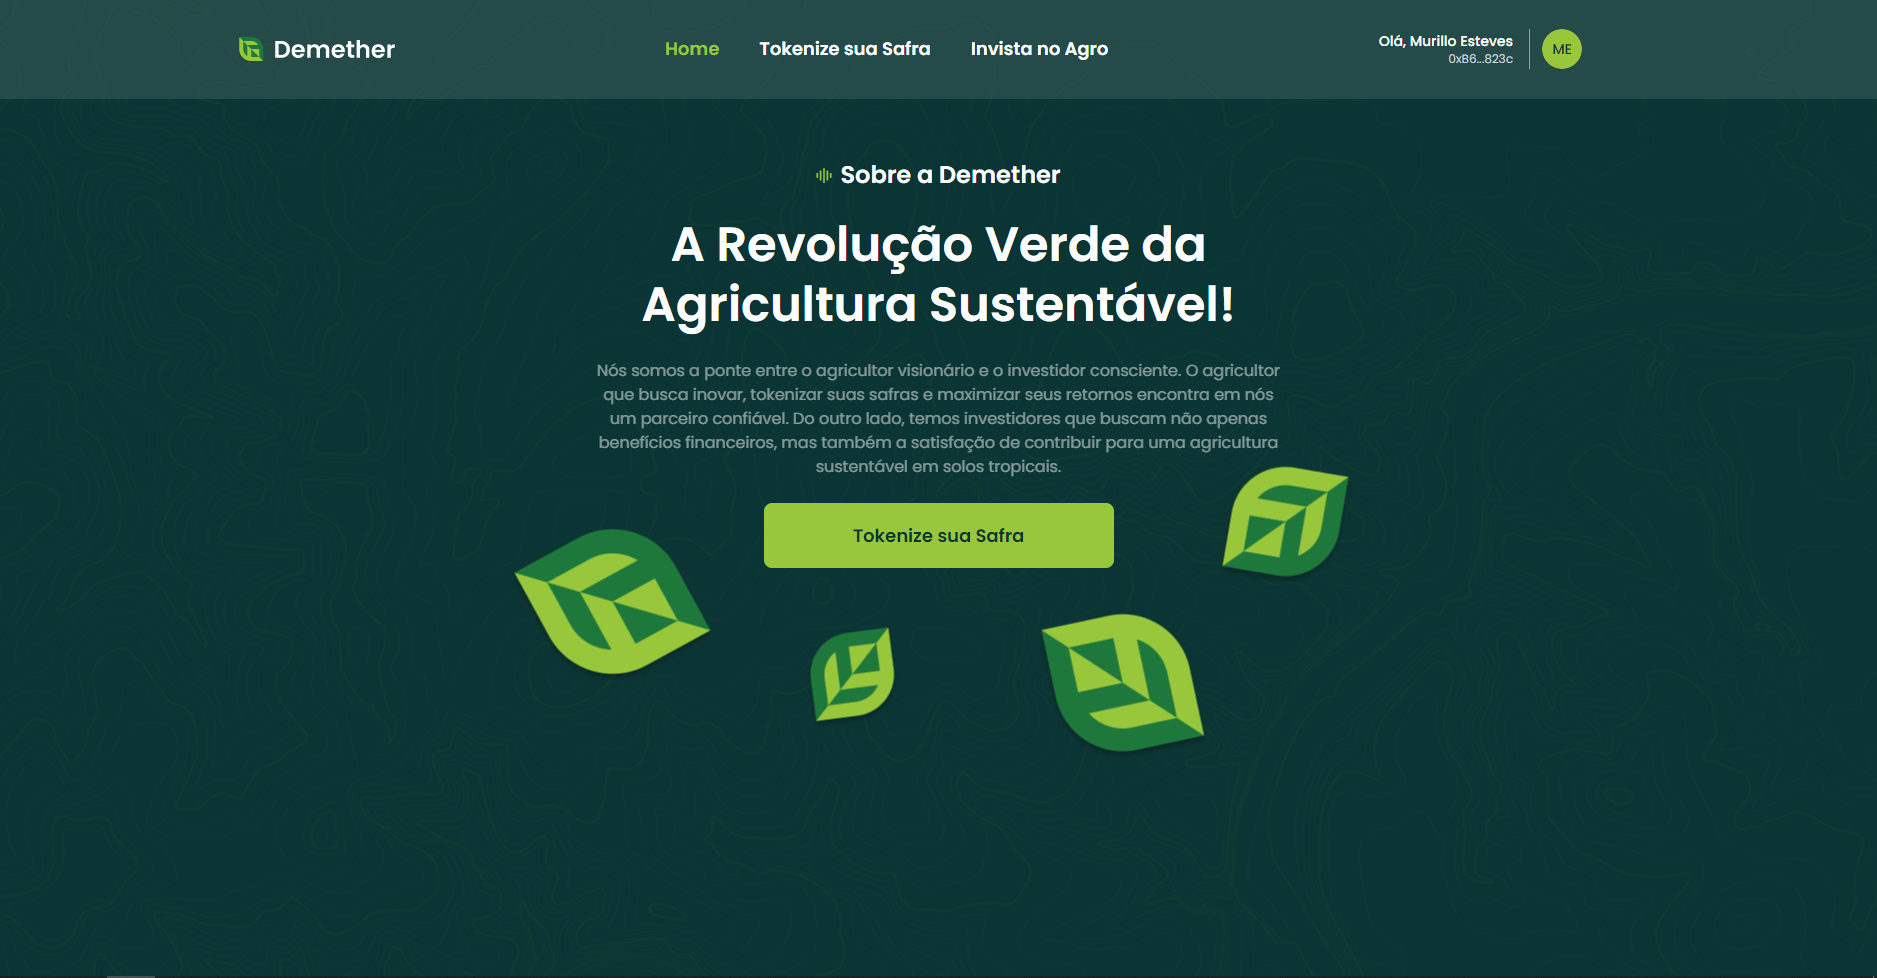 Demether
Home
Tokenize sua Safra
Invista no Agro
Olá, Murillo Esteves
0xB6...823c
ME
Sobre a Demether
A Revolução Verde da
Agricultura Sustentável!
Nós somos a ponte entre o agricultor visionário e o investidor consciente. O agricultor
que busca inovar, tokenizar suas safras e maximizar seus retornos encontra em nós
um parceiro confiável. Do outro lado, temos investidores que buscam não apenas
benefícios financeiros, mas também a satisfação de contribuir para uma agricultura
sustentável em solos tropicais.
Tokenize sua Safra